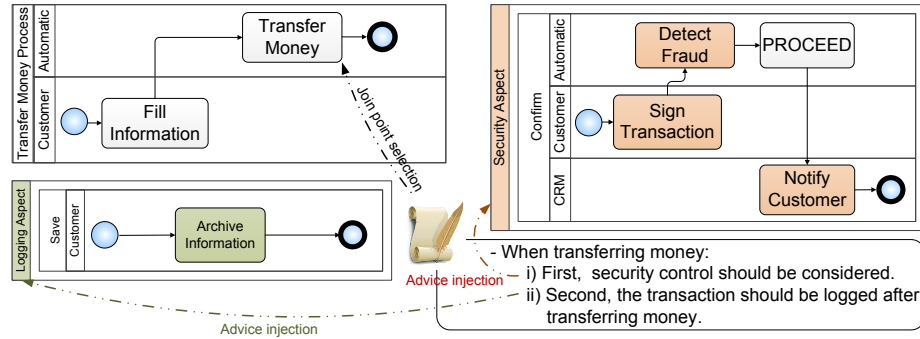 Transfer Money Process
Automatic
Customer
Transfer
Money
Fill
Information
Join point selection
Security Aspect
Confirm
Automatic
Customer
CRM
Detect
Fraud
PROCEED
Sign
Transaction
Notify
Customer
Logging Aspect
Save
Customer
Archive
Information
Advice injection
Advice injection
- When transferring money:
i) First, security control should be considered.
ii) Second, the transaction should be logged after
transferring money.